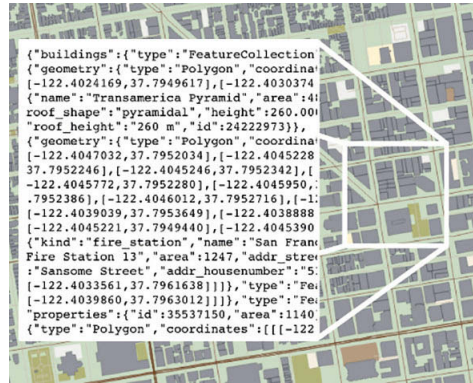 {"buildings":{"type":"FeatureCollection
{"geometry":{"type":"Polygon","coordina
[-122.4024169,37.7949617],[-122.4030374
{"name":"Transamerica Pyramid","area":48
roof_shape":"pyramidal","height":260.000
"roof_height":"260 m","id":24222973}},
{"geometry":{"type":"Polygon","coordina
[-122.4047032,37.7952034],[-122.4045228
37.7952246],[-122.4045246,37.7952342],[
-122.4045772,37.7952280],[-122.4045950,
.7952386],[-122.4046012,37.7952716],[-12
[-122.4039039,37.7953649],[-122.4038888
[-122.4045221,37.7949440],[-122.4045390
{"kind":"fire_station","name":"San Fran
Fire Station 13","area":1247,"addr_stree
:"Sansome Street","addr_housenumber":"5
[-122.4033561,37.7961638]]]},"type":"Fea
[-122.4039860,37.7963012]]]},"type":"Fea
"properties":{"id":35537150,"area":1140
{"type":"Polygon","coordinates":[[[-122